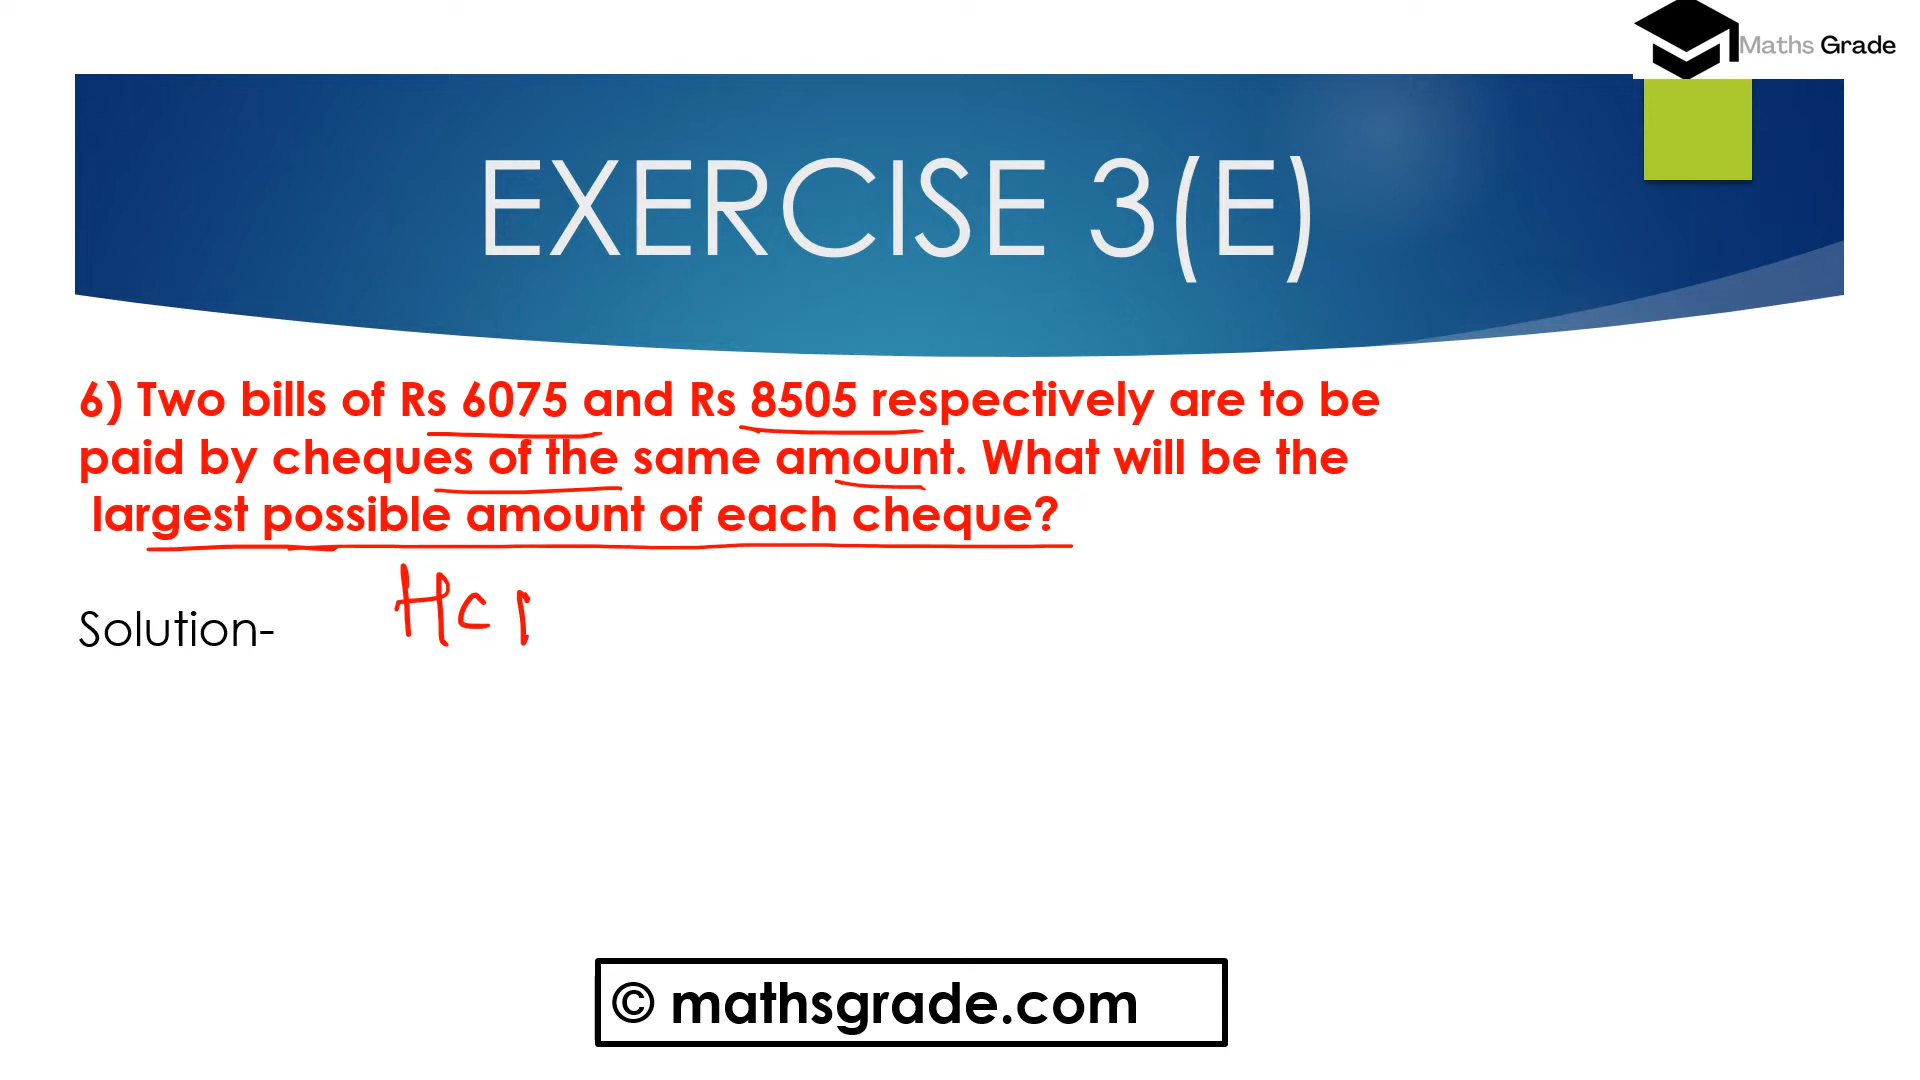 Maths Grade
EXERCISE 3(E)
6) Two bills of Rs 6075 and Rs 8505 respectively are to be
paid by cheques of the same amount. What will be the
largest possible amount of each cheque?
Solution-
© mathsgrade.com